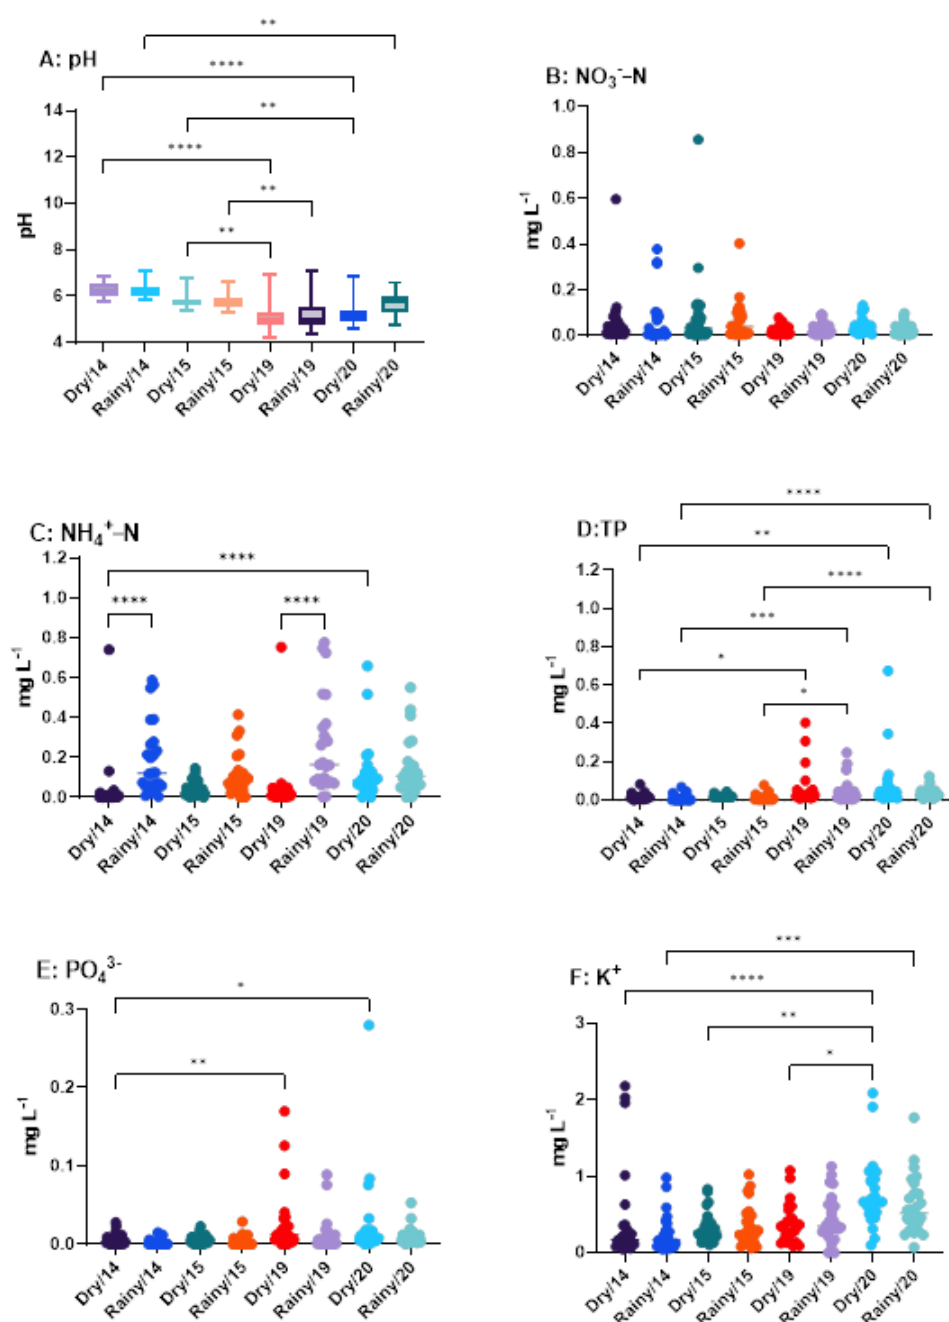 A: pH
**
****
**
****
**
**
14
12
10
8
6
4
pH
Dry/14
Rainy/14
Dry/15
Rainy/15
Dry/19
Rainy/19
Dry/20
Rainy/20
B: NO₃⁻–N
1.0
0.8
0.6
0.4
0.2
0.0
mg L⁻¹
Dry/14
Rainy/14
Dry/15
Rainy/15
Dry/19
Rainy/19
Dry/20
Rainy/20
C: NH₄⁺–N
****
****
****
1.2
1.0
0.8
0.6
0.4
0.2
0.0
mg L⁻¹
Dry/14
Rainy/14
Dry/15
Rainy/15
Dry/19
Rainy/19
Dry/20
Rainy/20
D:TP
****
**
****
***
*
*
1.2
1.0
0.8
0.6
0.4
0.2
0.0
mg L⁻¹
Dry/14
Rainy/14
Dry/15
Rainy/15
Dry/19
Rainy/19
Dry/20
Rainy/20
E: PO₄³⁻
*
**
0.3
0.2
0.1
0.0
mg L⁻¹
Dry/14
Rainy/14
Dry/15
Rainy/15
Dry/19
Rainy/19
Dry/20
Rainy/20
F: K⁺
***
****
**
*
3
2
1
0
mg L⁻¹
Dry/14
Rainy/14
Dry/15
Rainy/15
Dry/19
Rainy/19
Dry/20
Rainy/20